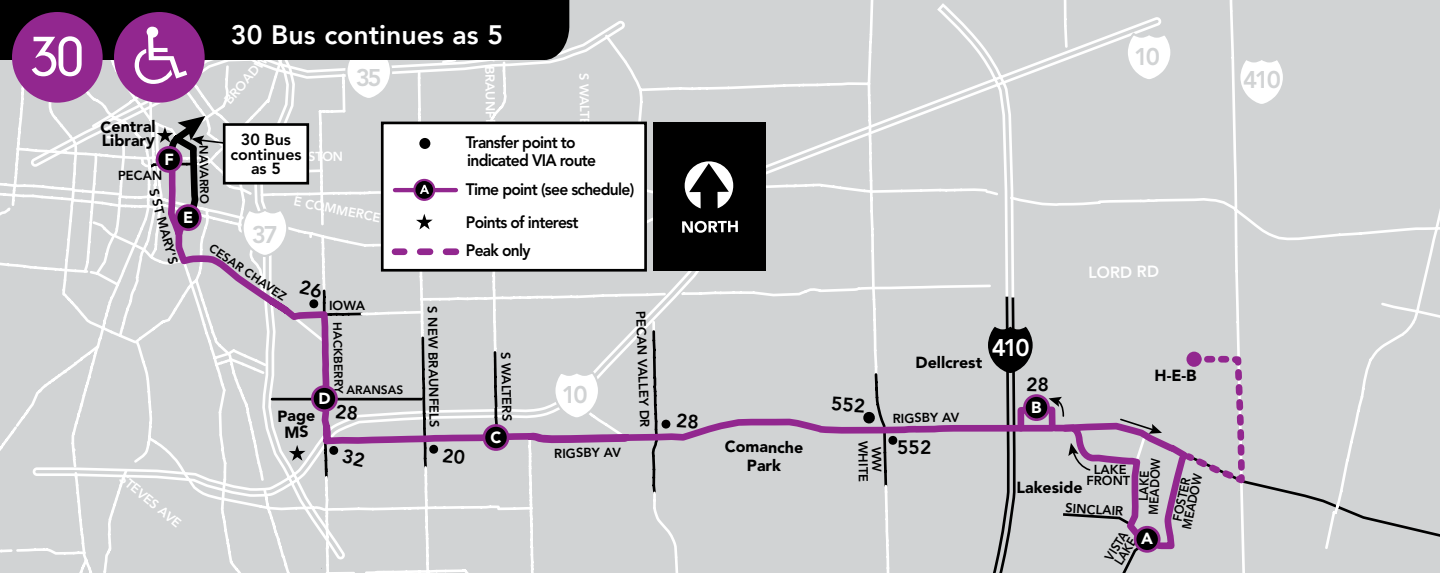 30
30 Bus continues as 5
35
10
410
BROAD
BRAUN
S WALT
Central
Library
30 Bus
continues
as 5
STON
F
PECAN
NAVARRO
E
S ST MARY'S
E COMMERCE
37
Transfer point to
indicated VIA route
A
Time point (see schedule)
Points of interest
Peak only
NORTH
CESAR CHAVEZ
26
IOWA
HACKBERRY
LORD RD
S NEW BRAUNFELS
S WALTERS
PECAN VALLEY DR
410
Dellcrest
H-E-B
10
ARANSAS
D
28
Page
MS
32
20
C
RIGSBY AV
28
Comanche
Park
552
RIGSBY AV
552
WW
WHITE
28
B
LAKE
FRONT
Lakeside
LAKE
MEADOW
FOSTER
MEADOW
SINCLAIR
VISTA
LAKE
A
STEVES AVE